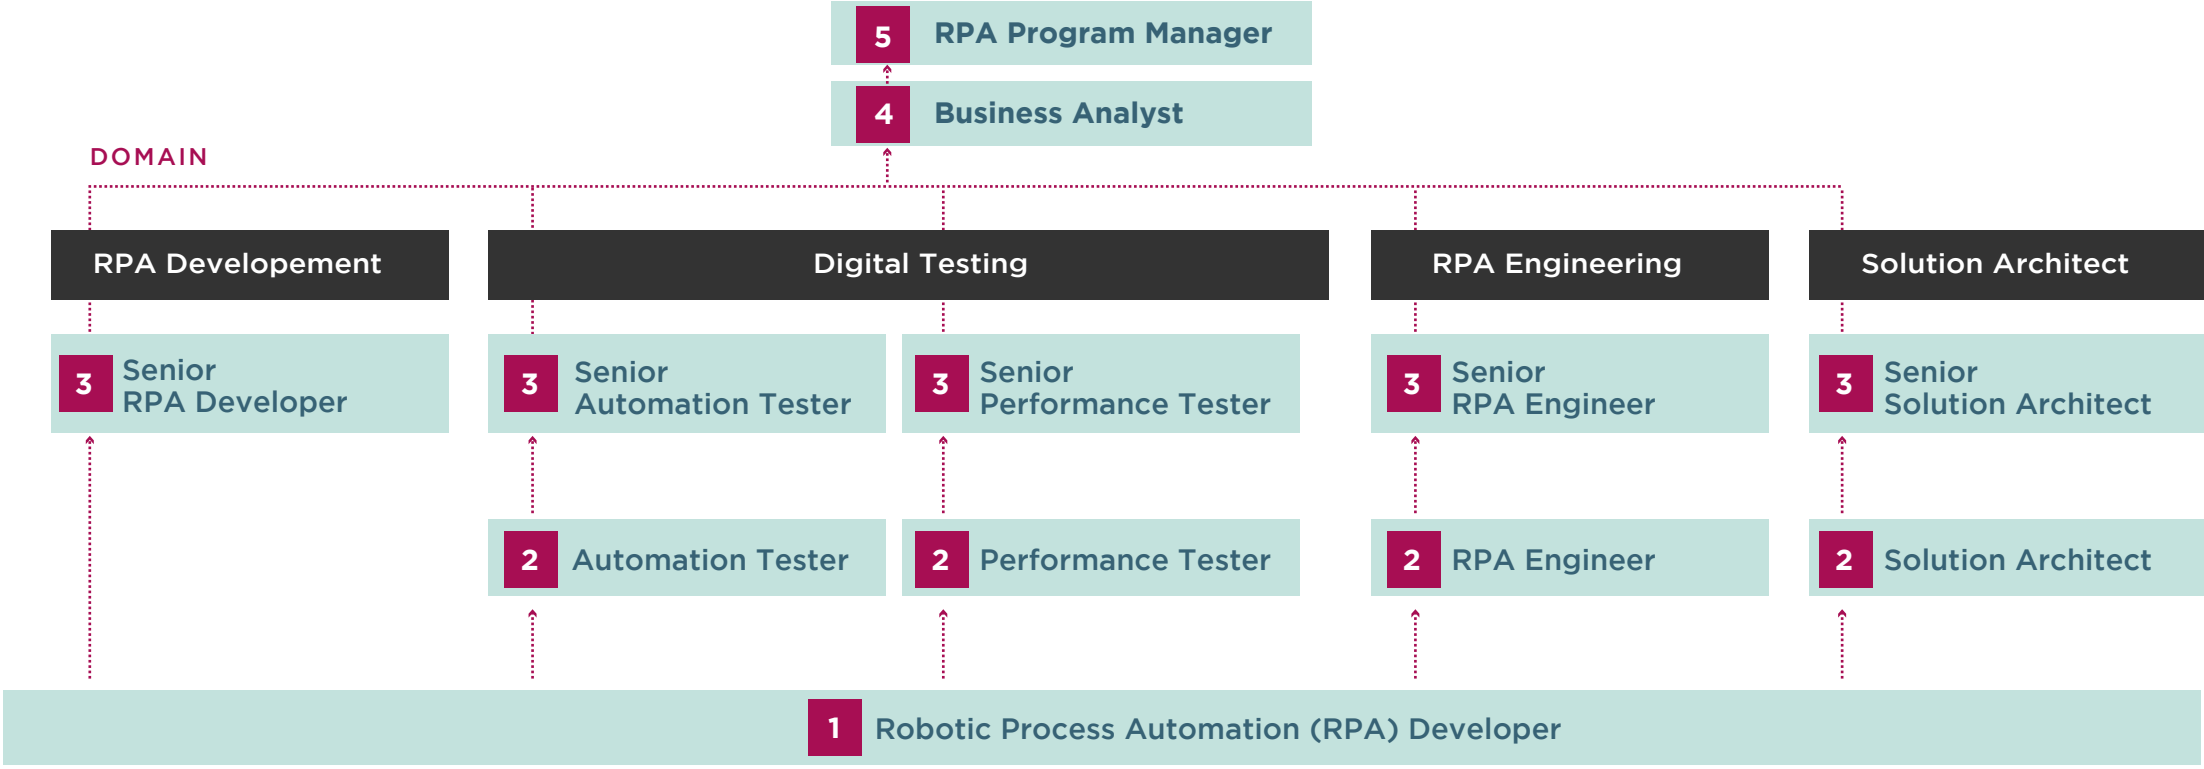 5 RPA Program Manager
4 Business Analyst
DOMAIN
RPA Developement
Digital Testing
RPA Engineering
Solution Architect
3 Senior
RPA Developer
3 Senior
Automation Tester
3 Senior
Performance Tester
3 Senior
RPA Engineer
3 Senior
Solution Architect
2 Automation Tester
2 Performance Tester
2 RPA Engineer
2 Solution Architect
1 Robotic Process Automation (RPA) Developer